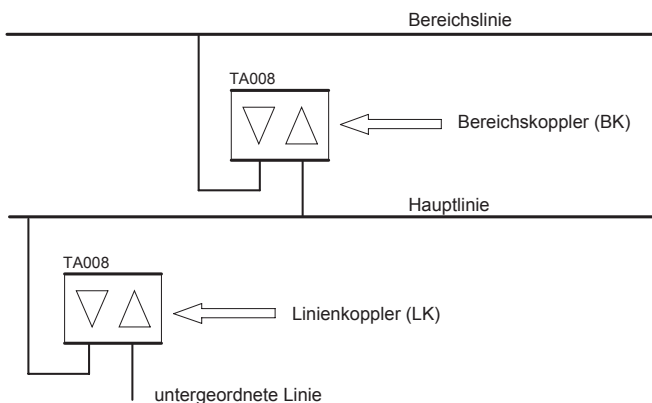 Bereichslinie
TA008
Bereichskoppler (BK)
Hauptlinie
TA008
Linienkoppler (LK)
untergeordnete Linie